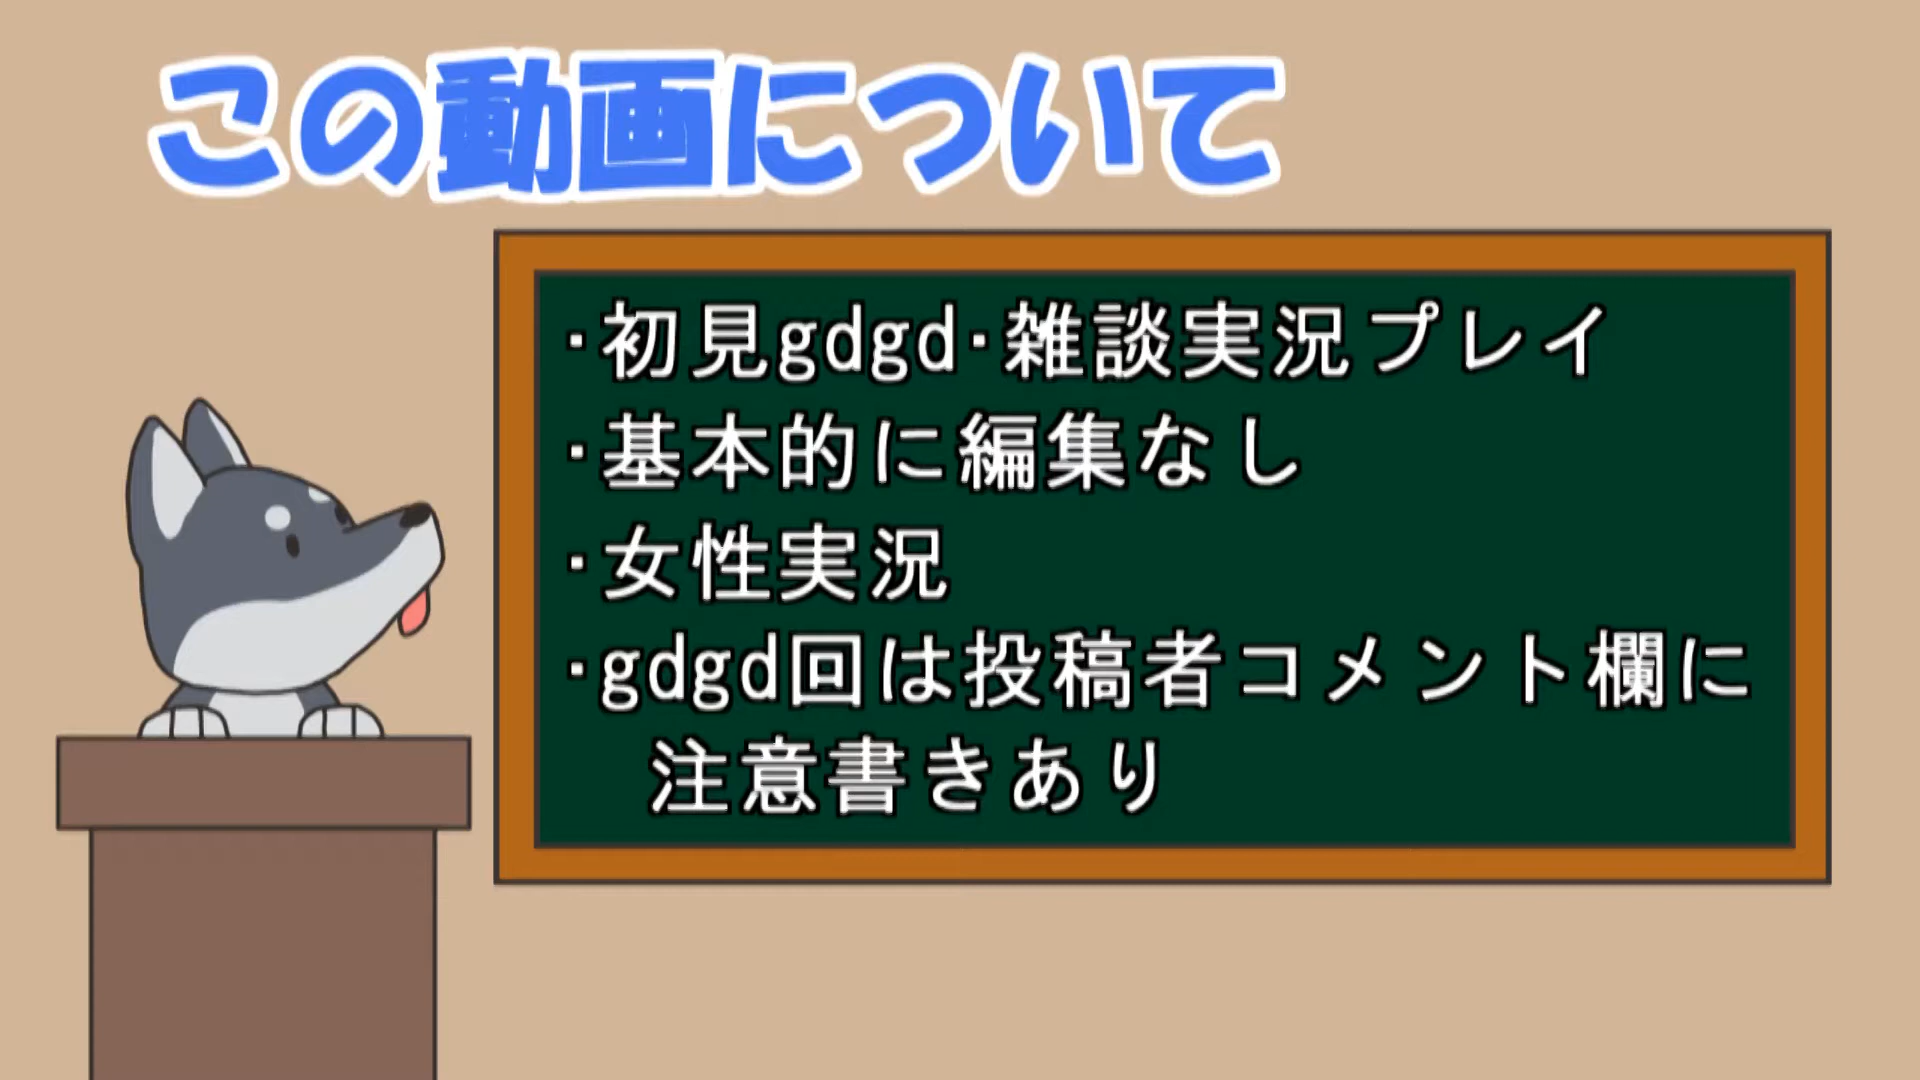 この動画について
・初見gdgd・雑談実況プレイ
・基本的に編集なし
・女性実況
・gdgd回は投稿者コメント欄に
注意書きあり